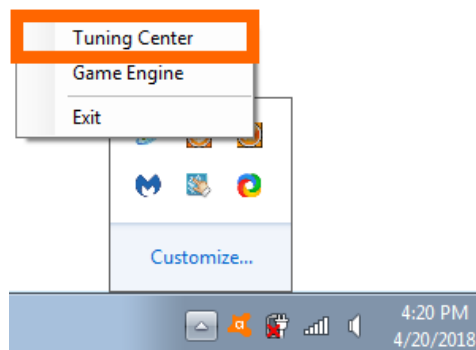 Tuning Center
Game Engine
Exit
Customize...
4:20 PM
4/20/2018